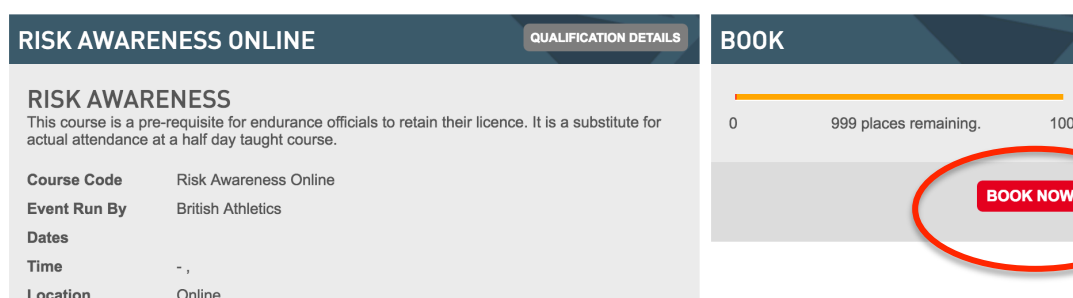 RISK AWARENESS ONLINE
QUALIFICATION DETAILS
RISK AWARENESS
This course is a pre-requisite for endurance officials to retain their licence. It is a substitute for
actual attendance at a half day taught course.
Course Code Risk Awareness Online
Event Run By British Athletics
Dates
Time - ,
Location Online
BOOK
0 999 places remaining. 100
BOOK NOW